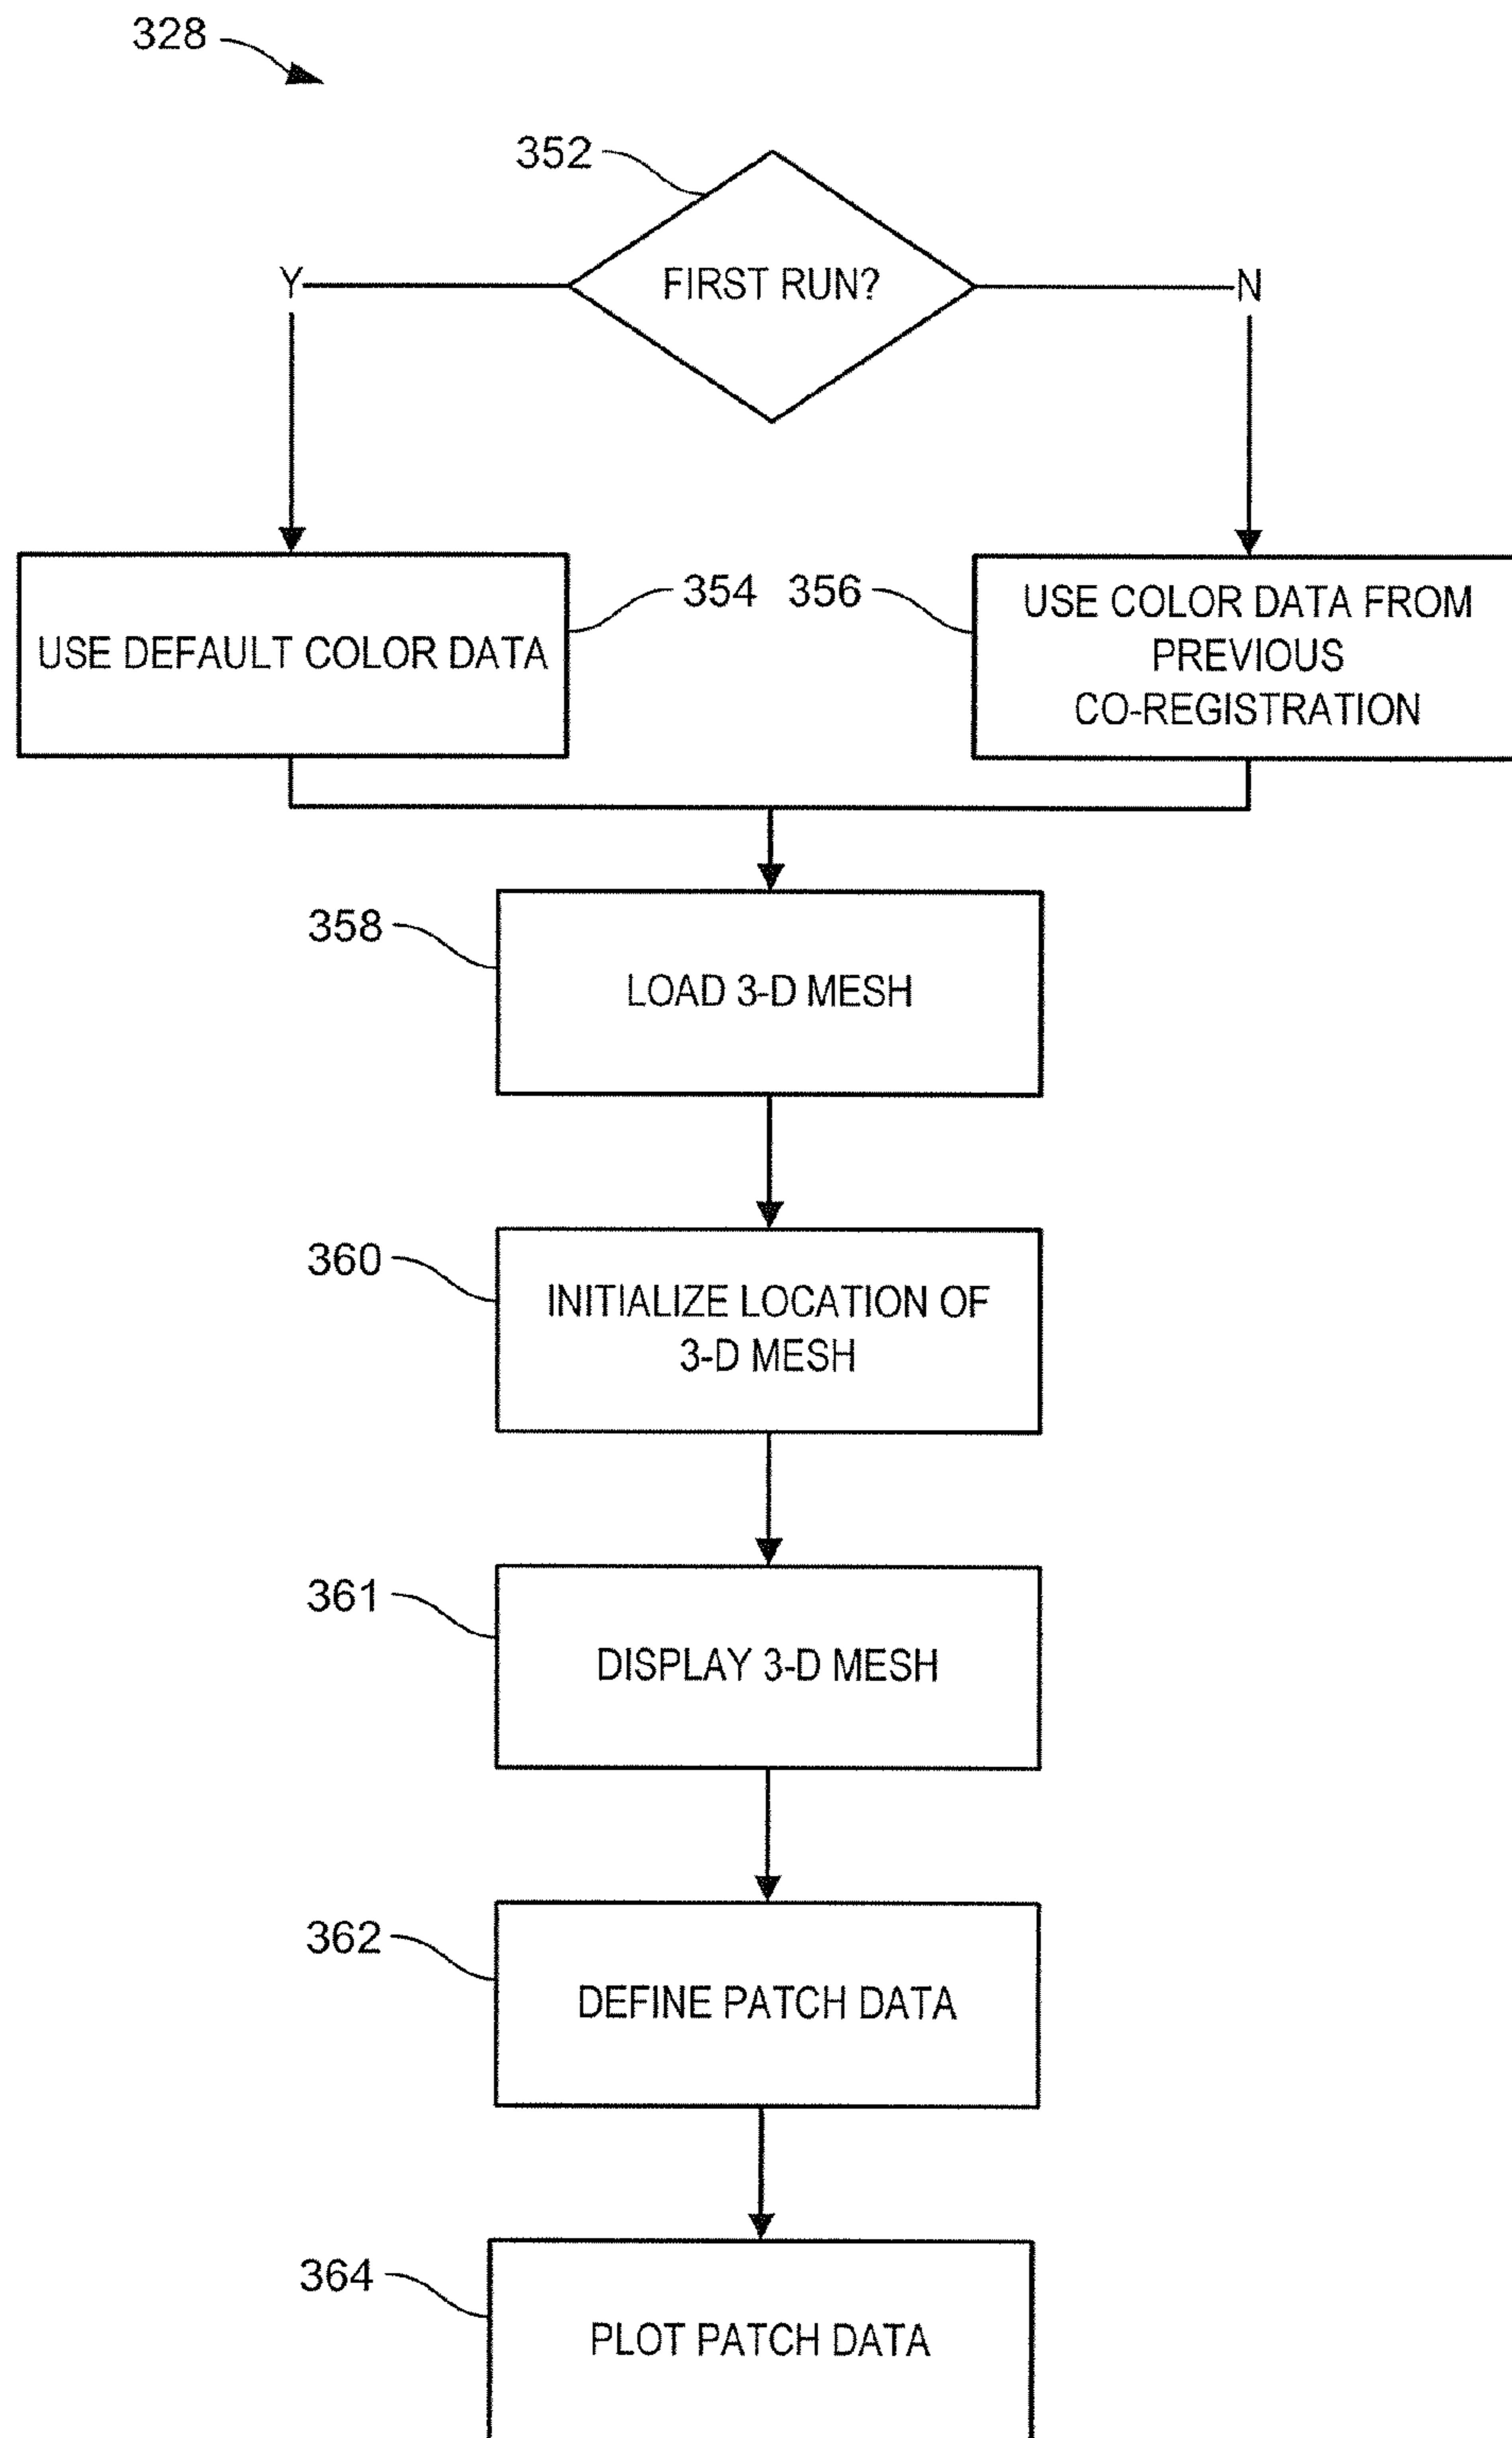 328
352
FIRST RUN?
Y
N
USE DEFAULT COLOR DATA
354
356
USE COLOR DATA FROM
PREVIOUS
CO-REGISTRATION
358
LOAD 3-D MESH
360
INITIALIZE LOCATION OF
3-D MESH
361
DISPLAY 3-D MESH
362
DEFINE PATCH DATA
364
PLOT PATCH DATA